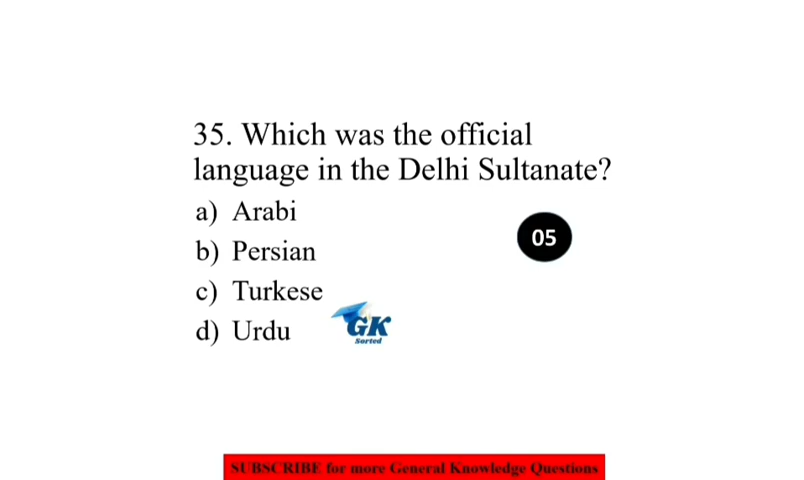 35. Which was the official
language in the Delhi Sultanate?
a) Arabi
b) Persian
05
c) Turkese
d) Urdu
GK
Sorted
SUBSCRIBE for more General Knowledge Questions